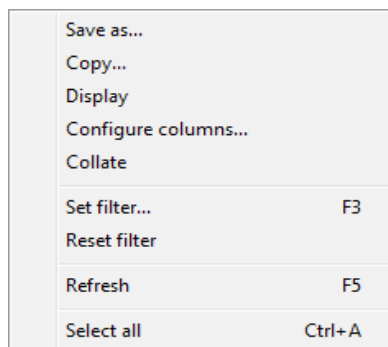 Save as...
Copy...
Display
Configure columns...
Collate
Set filter... F3
Reset filter
Refresh F5
Select all Ctrl+A